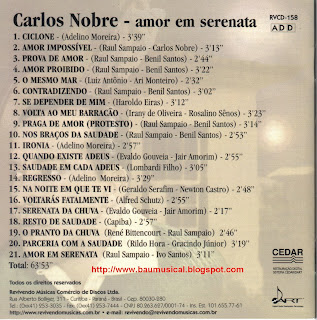 Carlos Nobre - amor em serenata
RVCD-158
ADD
1. CICLONE - (Adelino Moreira) - 3'39"
2. AMOR IMPOSSÍVEL - (Raul Sampaio - Carlos Nobre) - 3'13"
3. PROVA DE AMOR - (Raul Sampaio - Benil Santos) - 2'44"
4. AMOR PROIBIDO - (Raul Sampaio - Benil Santos) - 3'22"
5. O MESMO MAR - (Luiz Antônio - Ari Monteiro) - 2'32"
6. CONTRADIZENDO - (Raul Sampaio - Benil Santos) - 3'02"
7. SE DEPENDER DE MIM - (Haroldo Eiras) - 3'12"
8. VOLTA AO MEU BARRACÃO - (Irany de Oliveira - Rosalino Senos) - 3'23"
9. PRAGA DE AMOR (PROTESTO) - (Raul Sampaio - Benil Santos) - 3'14"
10. NOS BRAÇOS DA SAUDADE - (Raul Sampaio - Benil Santos) - 2'53"
11. IRONIA - (Adelino Moreira) - 2'57"
12. QUANDO EXISTE ADEUS - (Evaldo Gouveia - Jair Amorim) - 2'55"
13. SAUDADE EM CADA ADEUS - (Lombardi Filho) - 3'05"
14. REGRESSO - (Adelino Moreira) - 3'29"
15. NA NOITE EM QUE TE VI - (Geraldo Serafim - Newton Castro) - 2'48"
16. VOLTARÁS FATALMENTE - (Alfred Schutz) - 2'55"
17. SERENATA DA CHUVA - (Evaldo Gouveia - Jair Amorim) - 2'17"
18. RESTO DE SAUDADE - (Capiba) - 2'57"
19. O PRANTO DA CHUVA - (René Bittencourt - Raul Sampaio) - 2'46"
20. PARCERIA COM A SAUDADE - (Rildo Hora - Gracindo Júnior) - 3'19"
21. AMOR EM SERENATA - (Raul Sampaio - Ivo Santos) - 3'11"
Total: 63'53"
http://www.baumusical.blogspot.com
CEDAR
Todos os direitos reservados.
Revivendo Músicas Comércio de Discos Ltda.